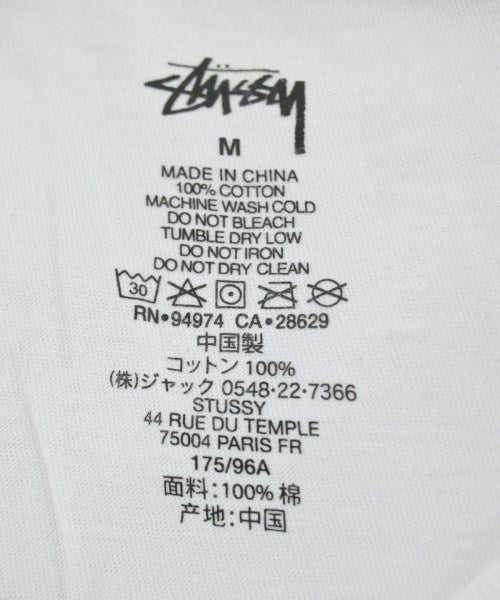 STÜSSY
M
MADE IN CHINA
100% COTTON
MACHINE WASH COLD
DO NOT BLEACH
TUMBLE DRY LOW
DO NOT IRON
DO NOT DRY CLEAN
30
RN•94974 CA•28629
中国製
コットン 100%
(株)ジャック 0548·22·7366
STUSSY
44 RUE DU TEMPLE
75004 PARIS FR
175/96A
面料:100% 棉
产地:中国